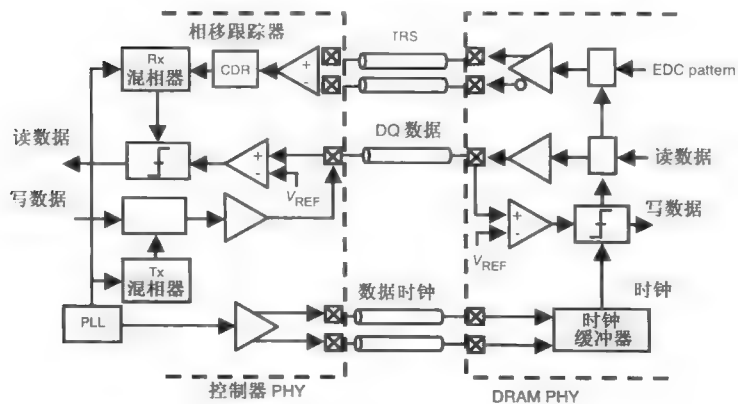 相移跟踪器
TRS
Rx
混相器
CDR
+
-
EDC pattern
DQ 数据
读数据
读数据
+
-
VREF
写数据
+
-
写数据
VREF
Tx
混相器
数据时钟
时钟
PLL
时钟
缓冲器
控制器 PHY
DRAM PHY